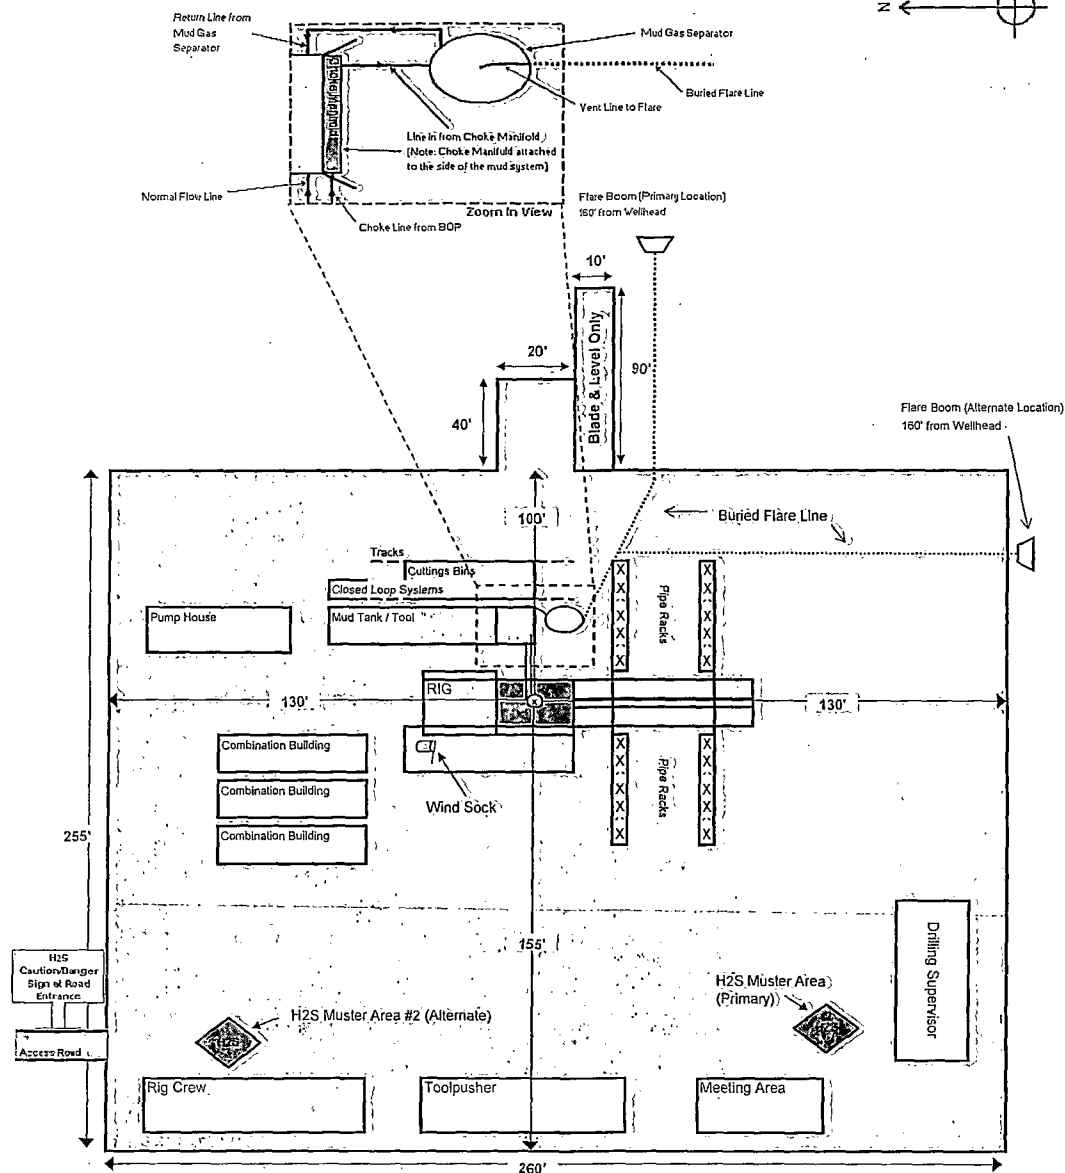 Return Line from
Mud Gas
Separator
N
Mud Gas Separator
Buried Flare Line
Vent Line to Flare
Choke Manifold
Line in from Choke Manifold
(Note: Choke Manifold attached
to the side of the mud system)
Normal Flow Line
Choke Line from BOP
Zoom In View
Flare Boom (Primary Location)
160' from Wellhead
10'
20'
Blade & Level Only
90'
40'
Flare Boom (Alternate Location)
160' from Wellhead
100'
Buried Flare Line
Tracks
Cuttings Bins
Closed Loop Systems
Pump House
Mud Tank / Tool
X
X
X
X
X
X
X
X
X
X
Pipe Racks
RIG
130'
X
130'
Combination Building
Combination Building
Combination Building
Wind Sock
X
X
X
X
X
X
X
X
X
X
Pipe Racks
255'
155'
Drilling Supervisor
H2S
Caution/Danger
Sign at Road
Entrance
Access Road
H2S Muster Area #2 (Alternate)
H2S Muster Area
(Primary)
H2S
H2S
Rig Crew
Toolpusher
Meeting Area
260'